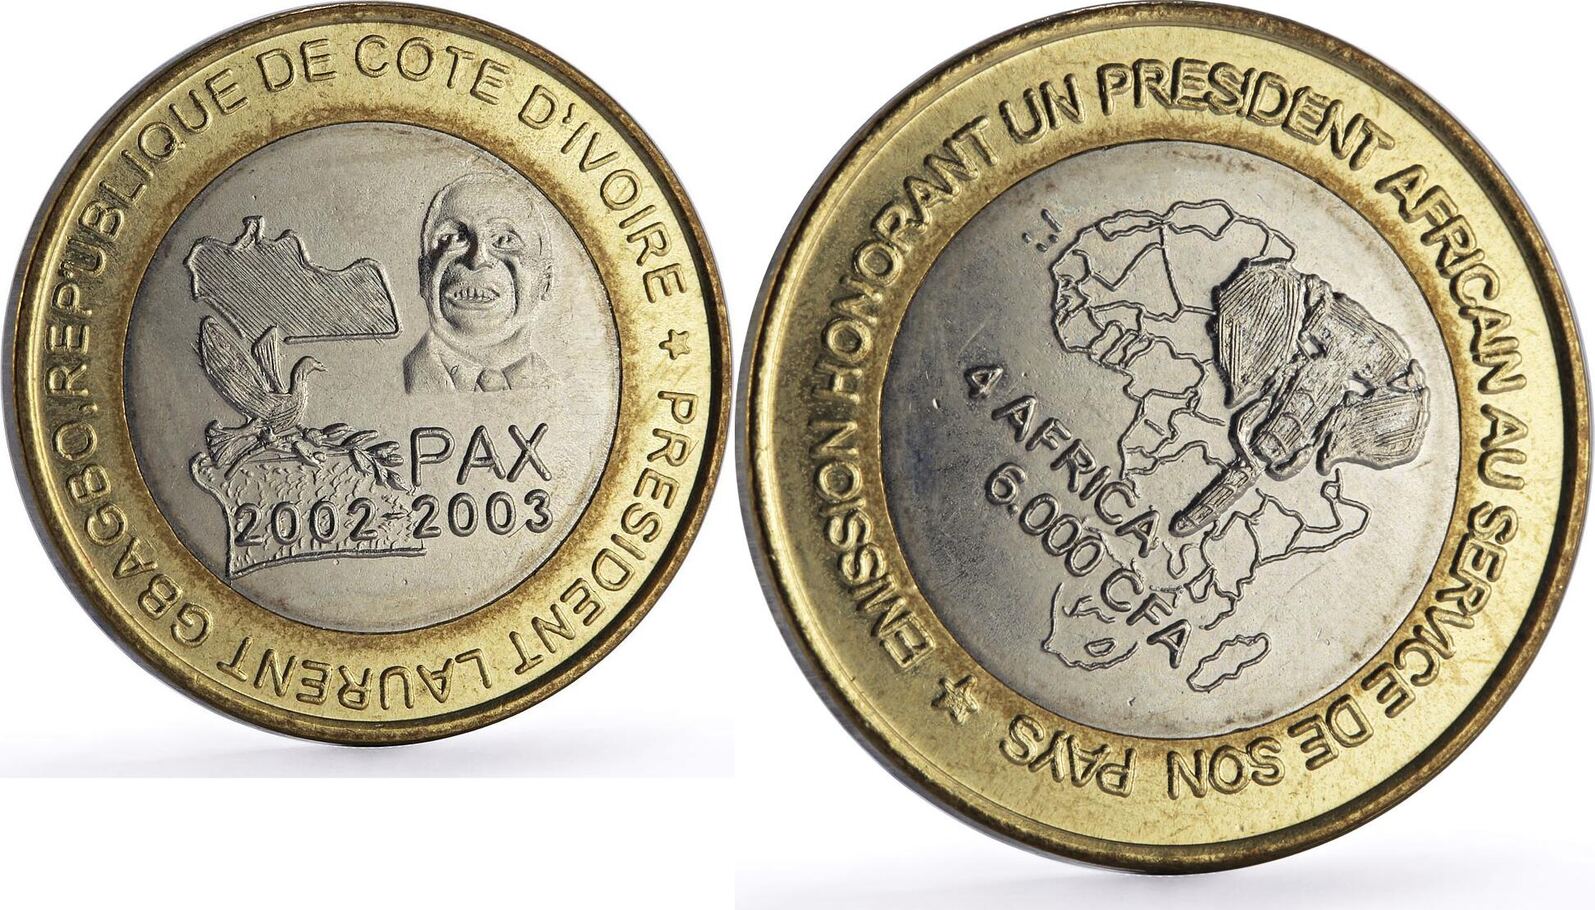 REPUBLIQUE DE COTE D'IVOIRE ★ PRESIDENT LAURENT GBAGBO.
PAX
2002-2003
★ EMISSION HONORANT UN PRESIDENT AFRICAIN AU SERVICE DE SON PAYS
4 AFRICA
6.000 CFA